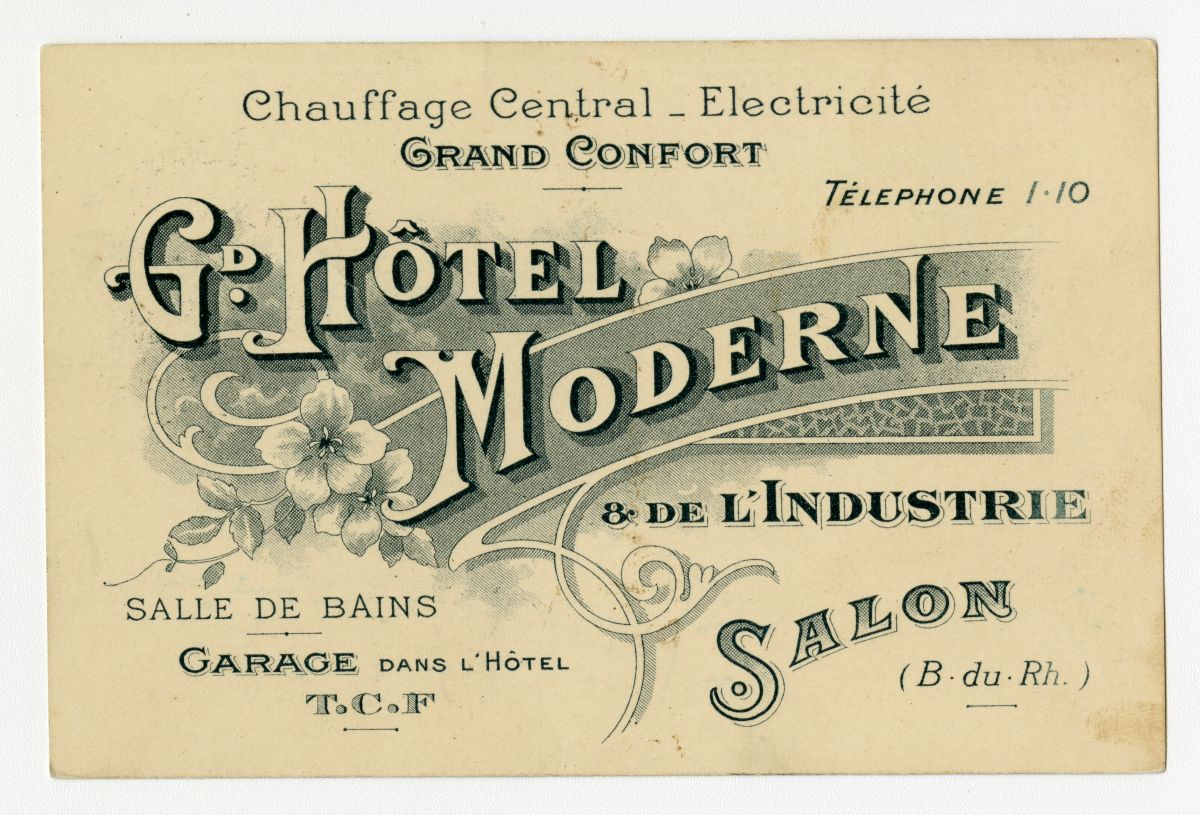 Chauffage Central - Electricité
GRAND CONFORT
TÉLEPHONE 1·10
GD. HÔTEL
MODERNE
& DE L'INDUSTRIE
SALON
(B·du·Rh.)
SALLE DE BAINS
GARAGE DANS L'HÔTEL
T.C.F